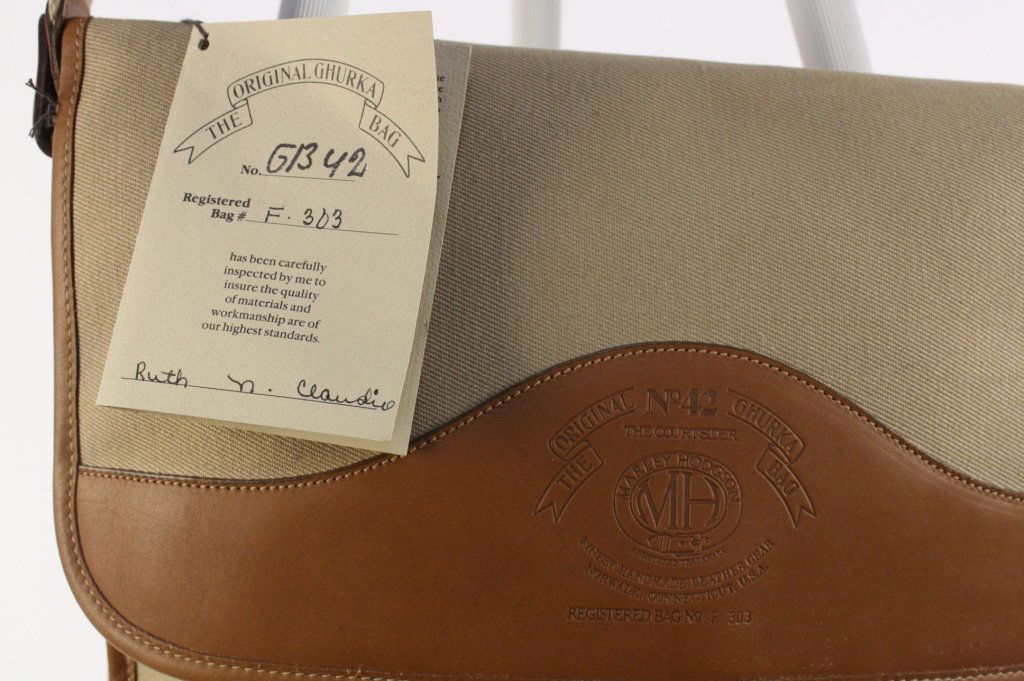 THE ORIGINAL GHURKA BAG
No. GB 42
Registered
Bag # F. 303
has been carefully
inspected by me to
insure the quality
of materials and
workmanship are of
our highest standards.
Ruth N. Claudio
THE ORIGINAL Nº42 GHURKA BAG
THE COURTSIDER
MARLEY HODGSON
MH
REGISTERED TRADEMARK
FINEST HANDMADE LEATHER GEAR
NORWALK, CONNECTICUT, U.S.A.
REGISTERED BAG Nº F 303